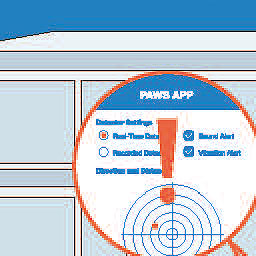 PAWS APP
Detector Settings
Real-Time Data
Sound Alert
Recorded Data
Vibration Alert
Direction and Distance